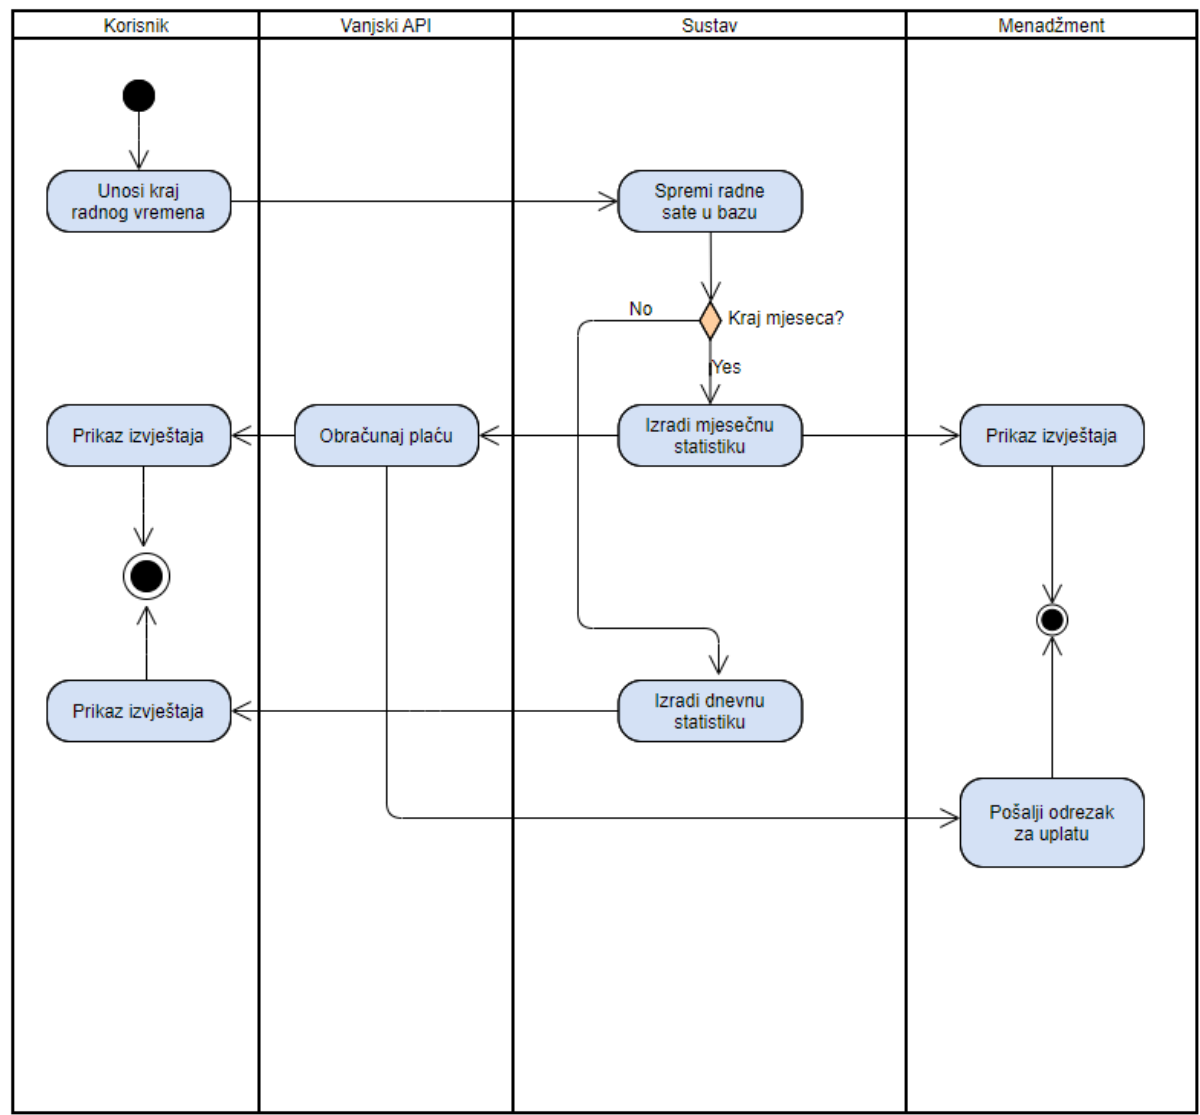 Korisnik
Vanjski API
Sustav
Menadžment
Unosi kraj
radnog vremena
Spremi radne
sate u bazu
No
Kraj mjeseca?
Yes
Prikaz izvještaja
Obračunaj plaću
Izradi mjesečnu
statistiku
Prikaz izvještaja
Prikaz izvještaja
Izradi dnevnu
statistiku
Pošalji odrezak
za uplatu